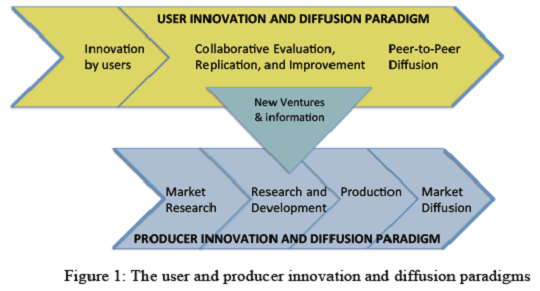 USER INNOVATION AND DIFFUSION PARADIGM
Innovation
by users
Collaborative Evaluation,
Replication, and Improvement
Peer-to-Peer
Diffusion
New Ventures
& information
Market
Research
Research and
Development
Production
Market
Diffusion
PRODUCER INNOVATION AND DIFFUSION PARADIGM
Figure 1: The user and producer innovation and diffusion paradigms